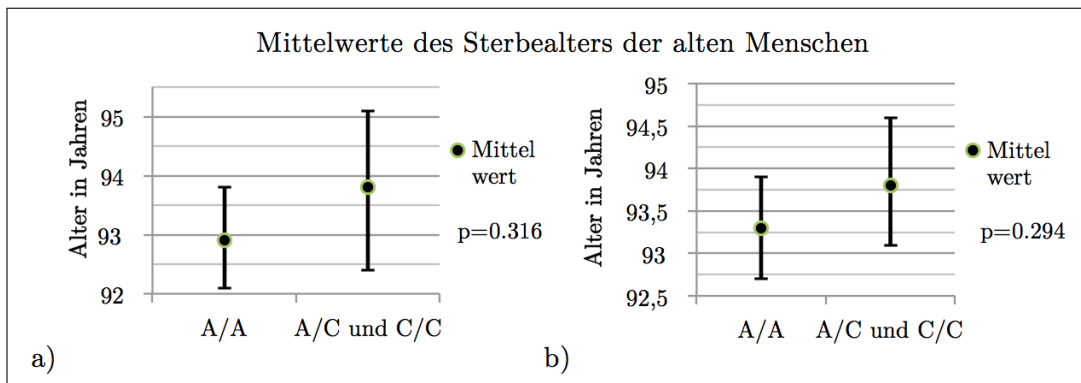 Mittelwerte des Sterbealters der alten Menschen
Alter in Jahren
95
94
93
92
A/A
A/C und C/C
Mittel
wert
p=0.316
a)
Alter in Jahren
95
94,5
94
93,5
93
92,5
A/A
A/C und C/C
Mittel
wert
p=0.294
b)